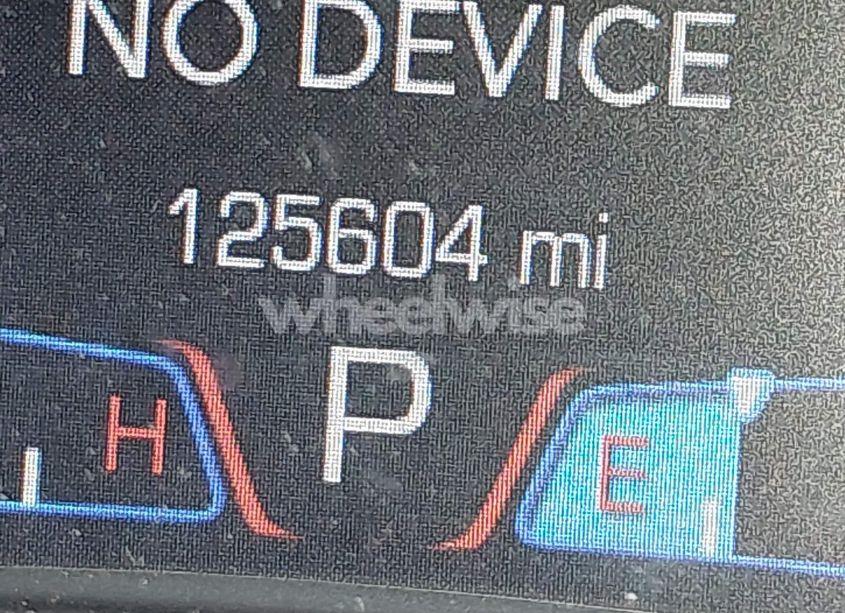 NO DEVICE
125604 mi
wheelwise
P
H
E